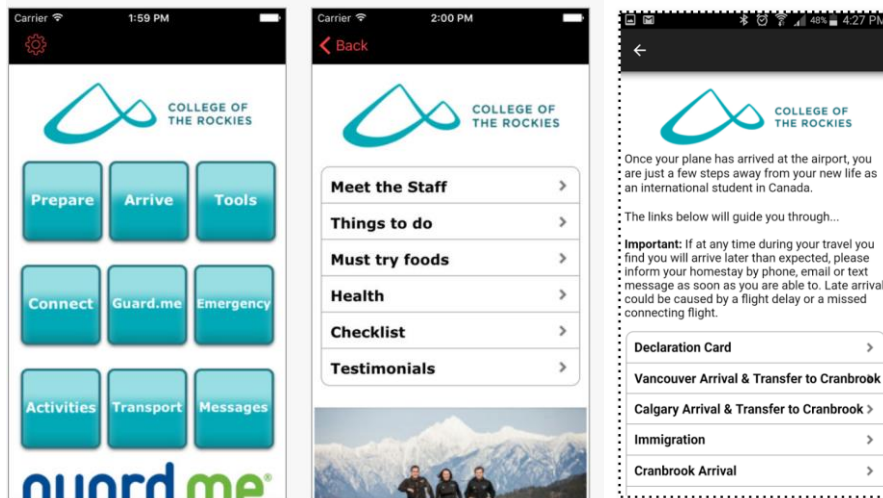 Carrier 1:59 PM
COLLEGE OF
THE ROCKIES
Prepare Arrive Tools
Connect Guard.me Emergency
Activities Transport Messages
guard.me®
Carrier 2:00 PM
Back
COLLEGE OF
THE ROCKIES
Meet the Staff
Things to do
Must try foods
Health
Checklist
Testimonials
48% 4:27 PM
COLLEGE OF
THE ROCKIES
Once your plane has arrived at the airport, you
are just a few steps away from your new life as
an international student in Canada.
The links below will guide you through...
Important: If at any time during your travel you
find you will arrive later than expected, please
inform your homestay by phone, email or text
message as soon as you are able to. Late arrival
could be caused by a flight delay or a missed
connecting flight.
Declaration Card
Vancouver Arrival & Transfer to Cranbrook
Calgary Arrival & Transfer to Cranbrook
Immigration
Cranbrook Arrival